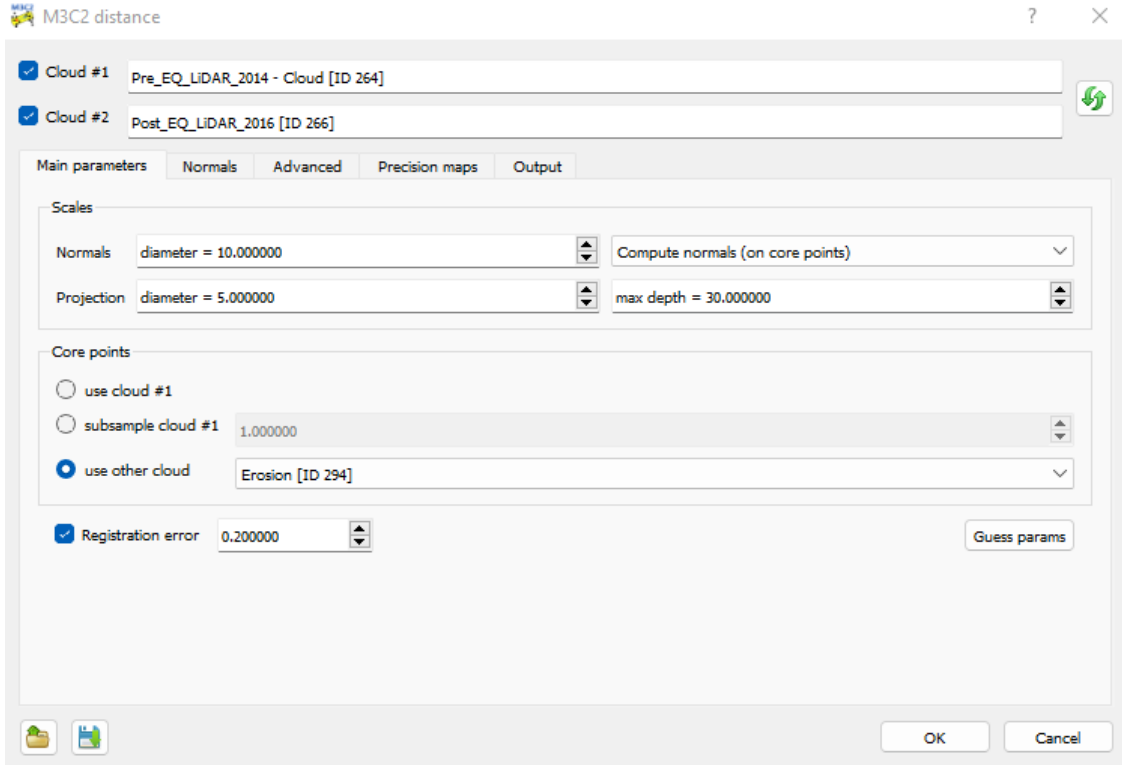 M3C2 distance
?
Cloud #1 Pre_EQ_LiDAR_2014 - Cloud [ID 264]
Cloud #2 Post_EQ_LiDAR_2016 [ID 266]
Main parameters Normals Advanced Precision maps Output
Scales
Normals diameter = 10.000000 Compute normals (on core points)
Projection diameter = 5.000000 max depth = 30.000000
Core points
use cloud #1
subsample cloud #1 1.000000
use other cloud Erosion [ID 294]
Registration error 0.200000 Guess params
OK Cancel